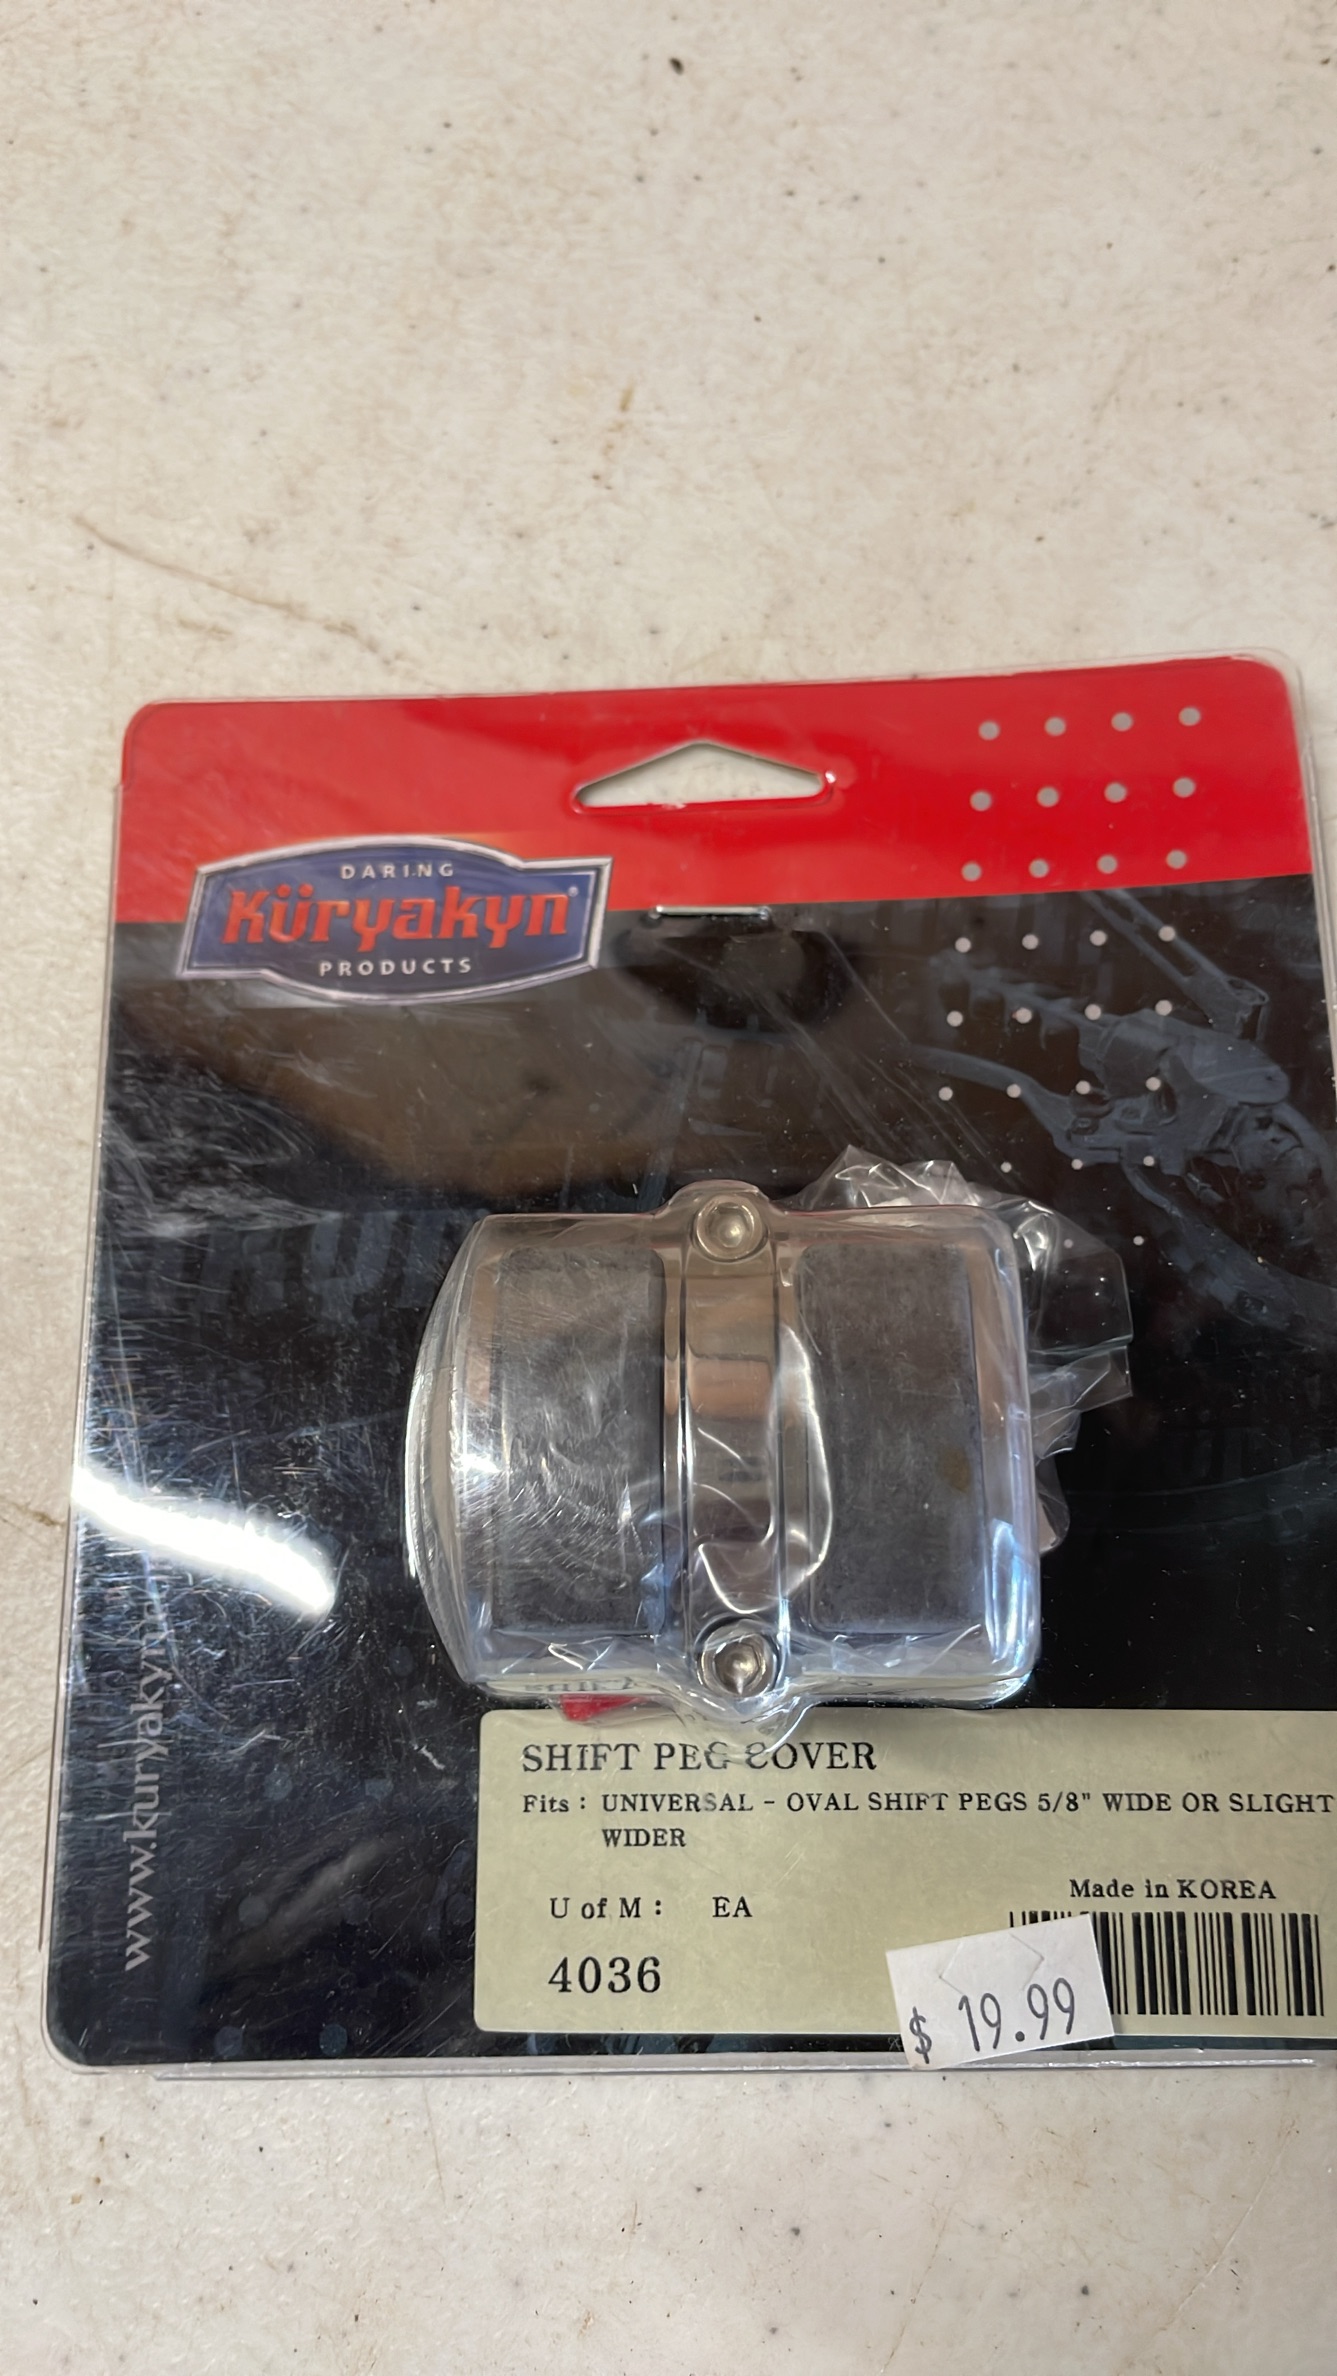 DARING
Küryakyn®
PRODUCTS
SHIFT PEG COVER
Fits : UNIVERSAL - OVAL SHIFT PEGS 5/8" WIDE OR SLIGHT
WIDER
Made in KOREA
U of M : EA
4036
$ 19.99
www.kuryakyn